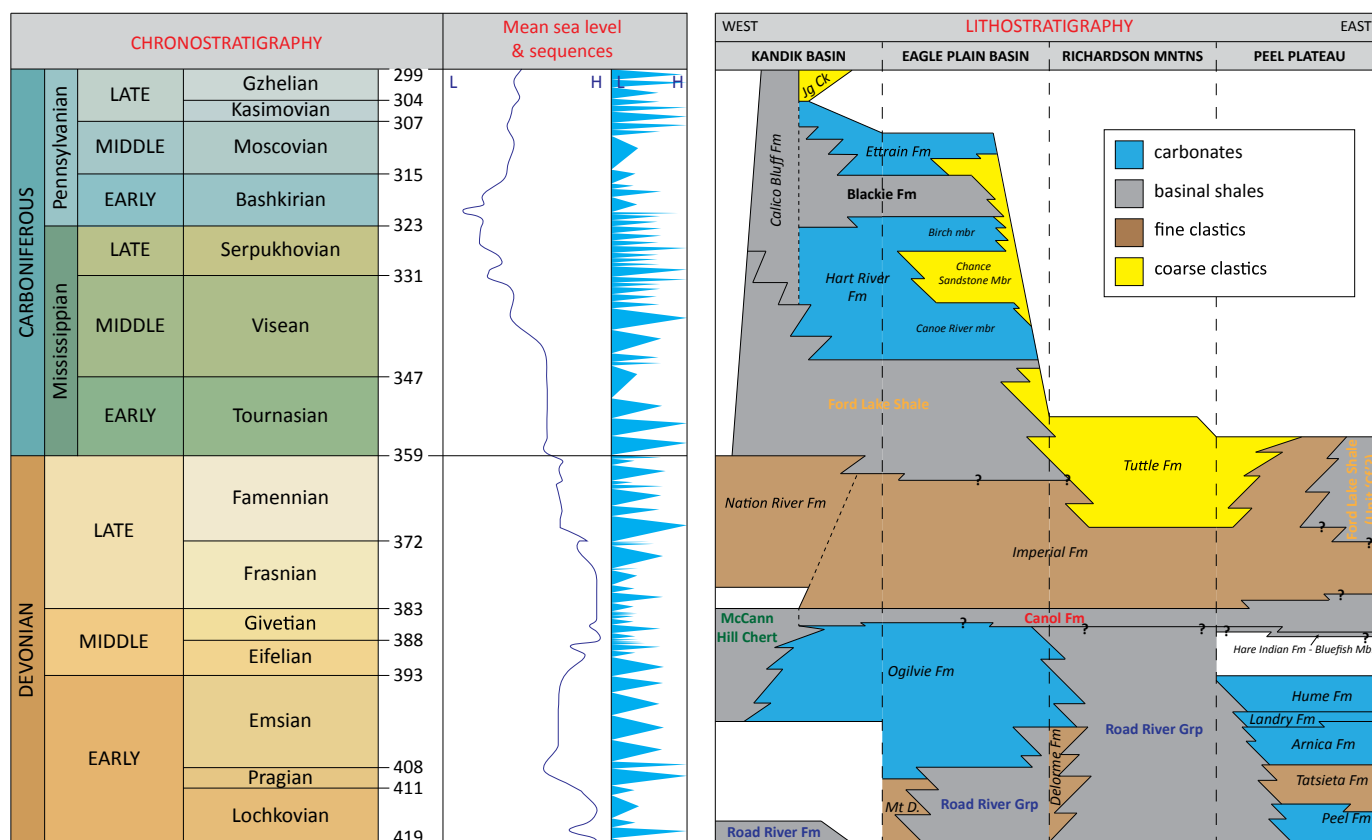 CHRONOSTRATIGRAPHY
Mean sea level
& sequences
WEST
LITHOSTRATIGRAPHY
EAST
KANDIK BASIN
EAGLE PLAIN BASIN
RICHARDSON MNTNS
PEEL PLATEAU
CARBONIFEROUS
Pennsylvanian
LATE
Gzhelian
Kasimovian
MIDDLE
Moscovian
EARLY
Bashkirian
Mississippian
LATE
Serpukhovian
MIDDLE
Visean
EARLY
Tournasian
DEVONIAN
LATE
Famennian
Frasnian
MIDDLE
Givetian
Eifelian
EARLY
Emsian
Pragian
Lochkovian
299
304
307
315
323
331
347
359
372
383
388
393
408
411
419
L
H
L
H
Jg Ck
Calico Bluff Fm
Ettrain Fm
Blackie Fm
Birch mbr
Hart River
Fm
Chance
Sandstone Mbr
Canoe River mbr
Ford Lake Shale
carbonates
basinal shales
fine clastics
coarse clastics
Tuttle Fm
Ford Lake Shale
(Unit 'CF2)
Nation River Fm
?
?
?
?
Imperial Fm
?
McCann
Hill Chert
Canol Fm
?
?
?
?
?
Hare Indian Fm - Bluefish Mb
Ogilvie Fm
Hume Fm
Landry Fm
Road River Grp
Arnica Fm
Delorme Fm
Tatsieta Fm
Mt D.
Road River Grp
Peel Fm
Road River Fm